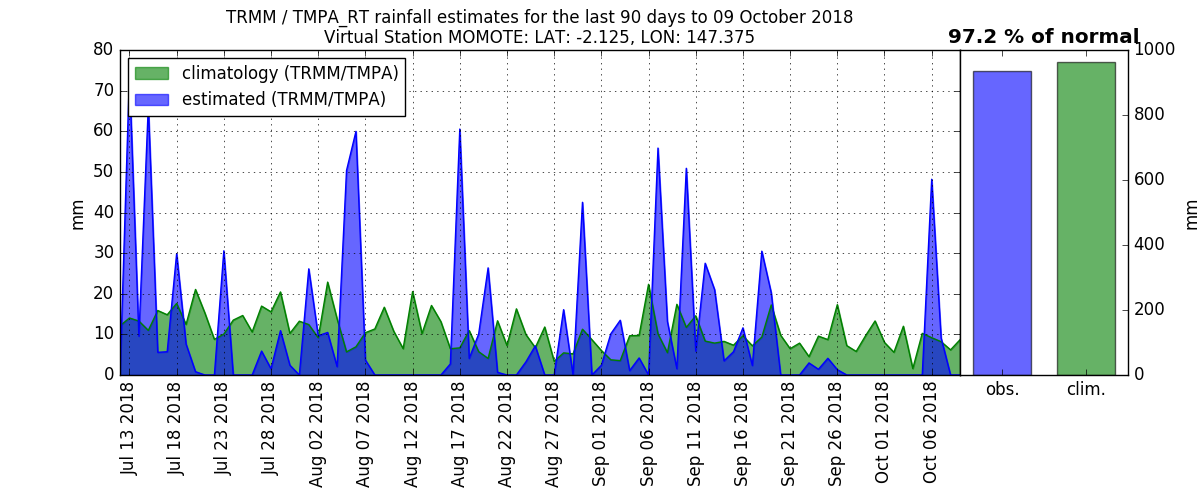 TRMM / TMPA_RT rainfall estimates for the last 90 days to 09 October 2018
Virtual Station MOMOTE: LAT: -2.125, LON: 147.375
97.2 % of normal
climatology (TRMM/TMPA)
estimated (TRMM/TMPA)
mm
80
70
60
50
40
30
20
10
0
Jul 13 2018
Jul 18 2018
Jul 23 2018
Jul 28 2018
Aug 02 2018
Aug 07 2018
Aug 12 2018
Aug 17 2018
Aug 22 2018
Aug 27 2018
Sep 01 2018
Sep 06 2018
Sep 11 2018
Sep 16 2018
Sep 21 2018
Sep 26 2018
Oct 01 2018
Oct 06 2018
obs.
clim.
1000
800
600
400
200
0
mm